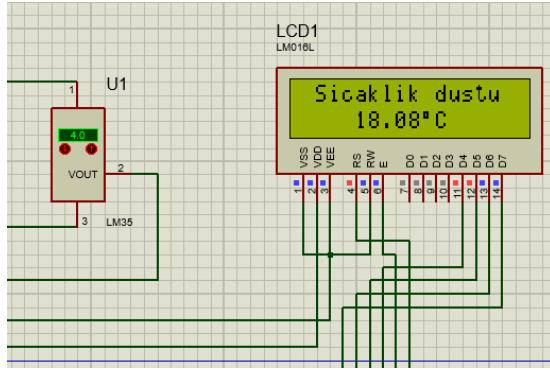 LCD1
LM016L
U1
Sicaklik dustu
18.08°C
1
4.0
VOUT
2
3
LM35
VSS
VDD
VEE
RS
RW
E
D0
D1
D2
D3
D4
D5
D6
D7
1
2
3
4
5
6
7
8
9
10
11
12
13
14